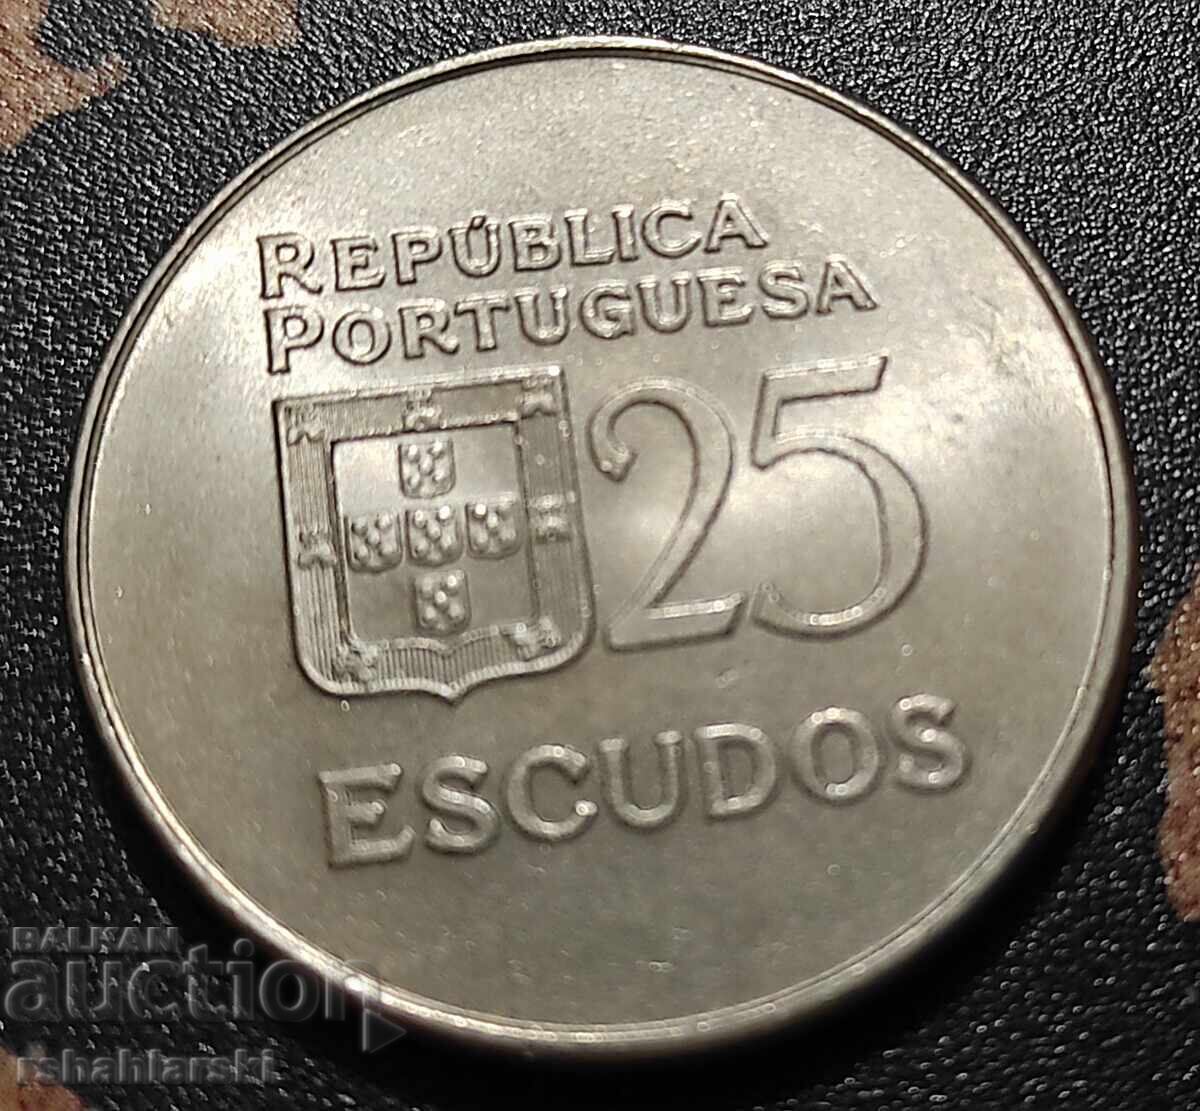 REPÚBLICA
PORTUGUESA
25
ESCUDOS
BALKAN
auction
rshahlarski